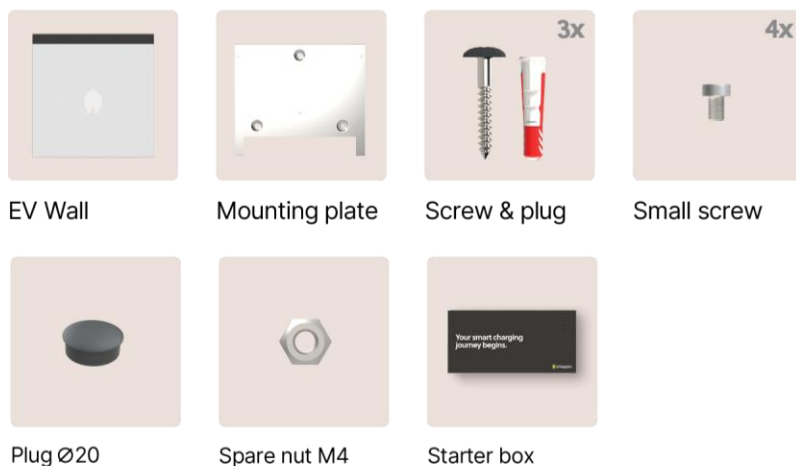 3x
4x
EV Wall
Mounting plate
Screw & plug
Small screw
Your smart charging
journey begins.
Plug Ø20
Spare nut M4
Starter box